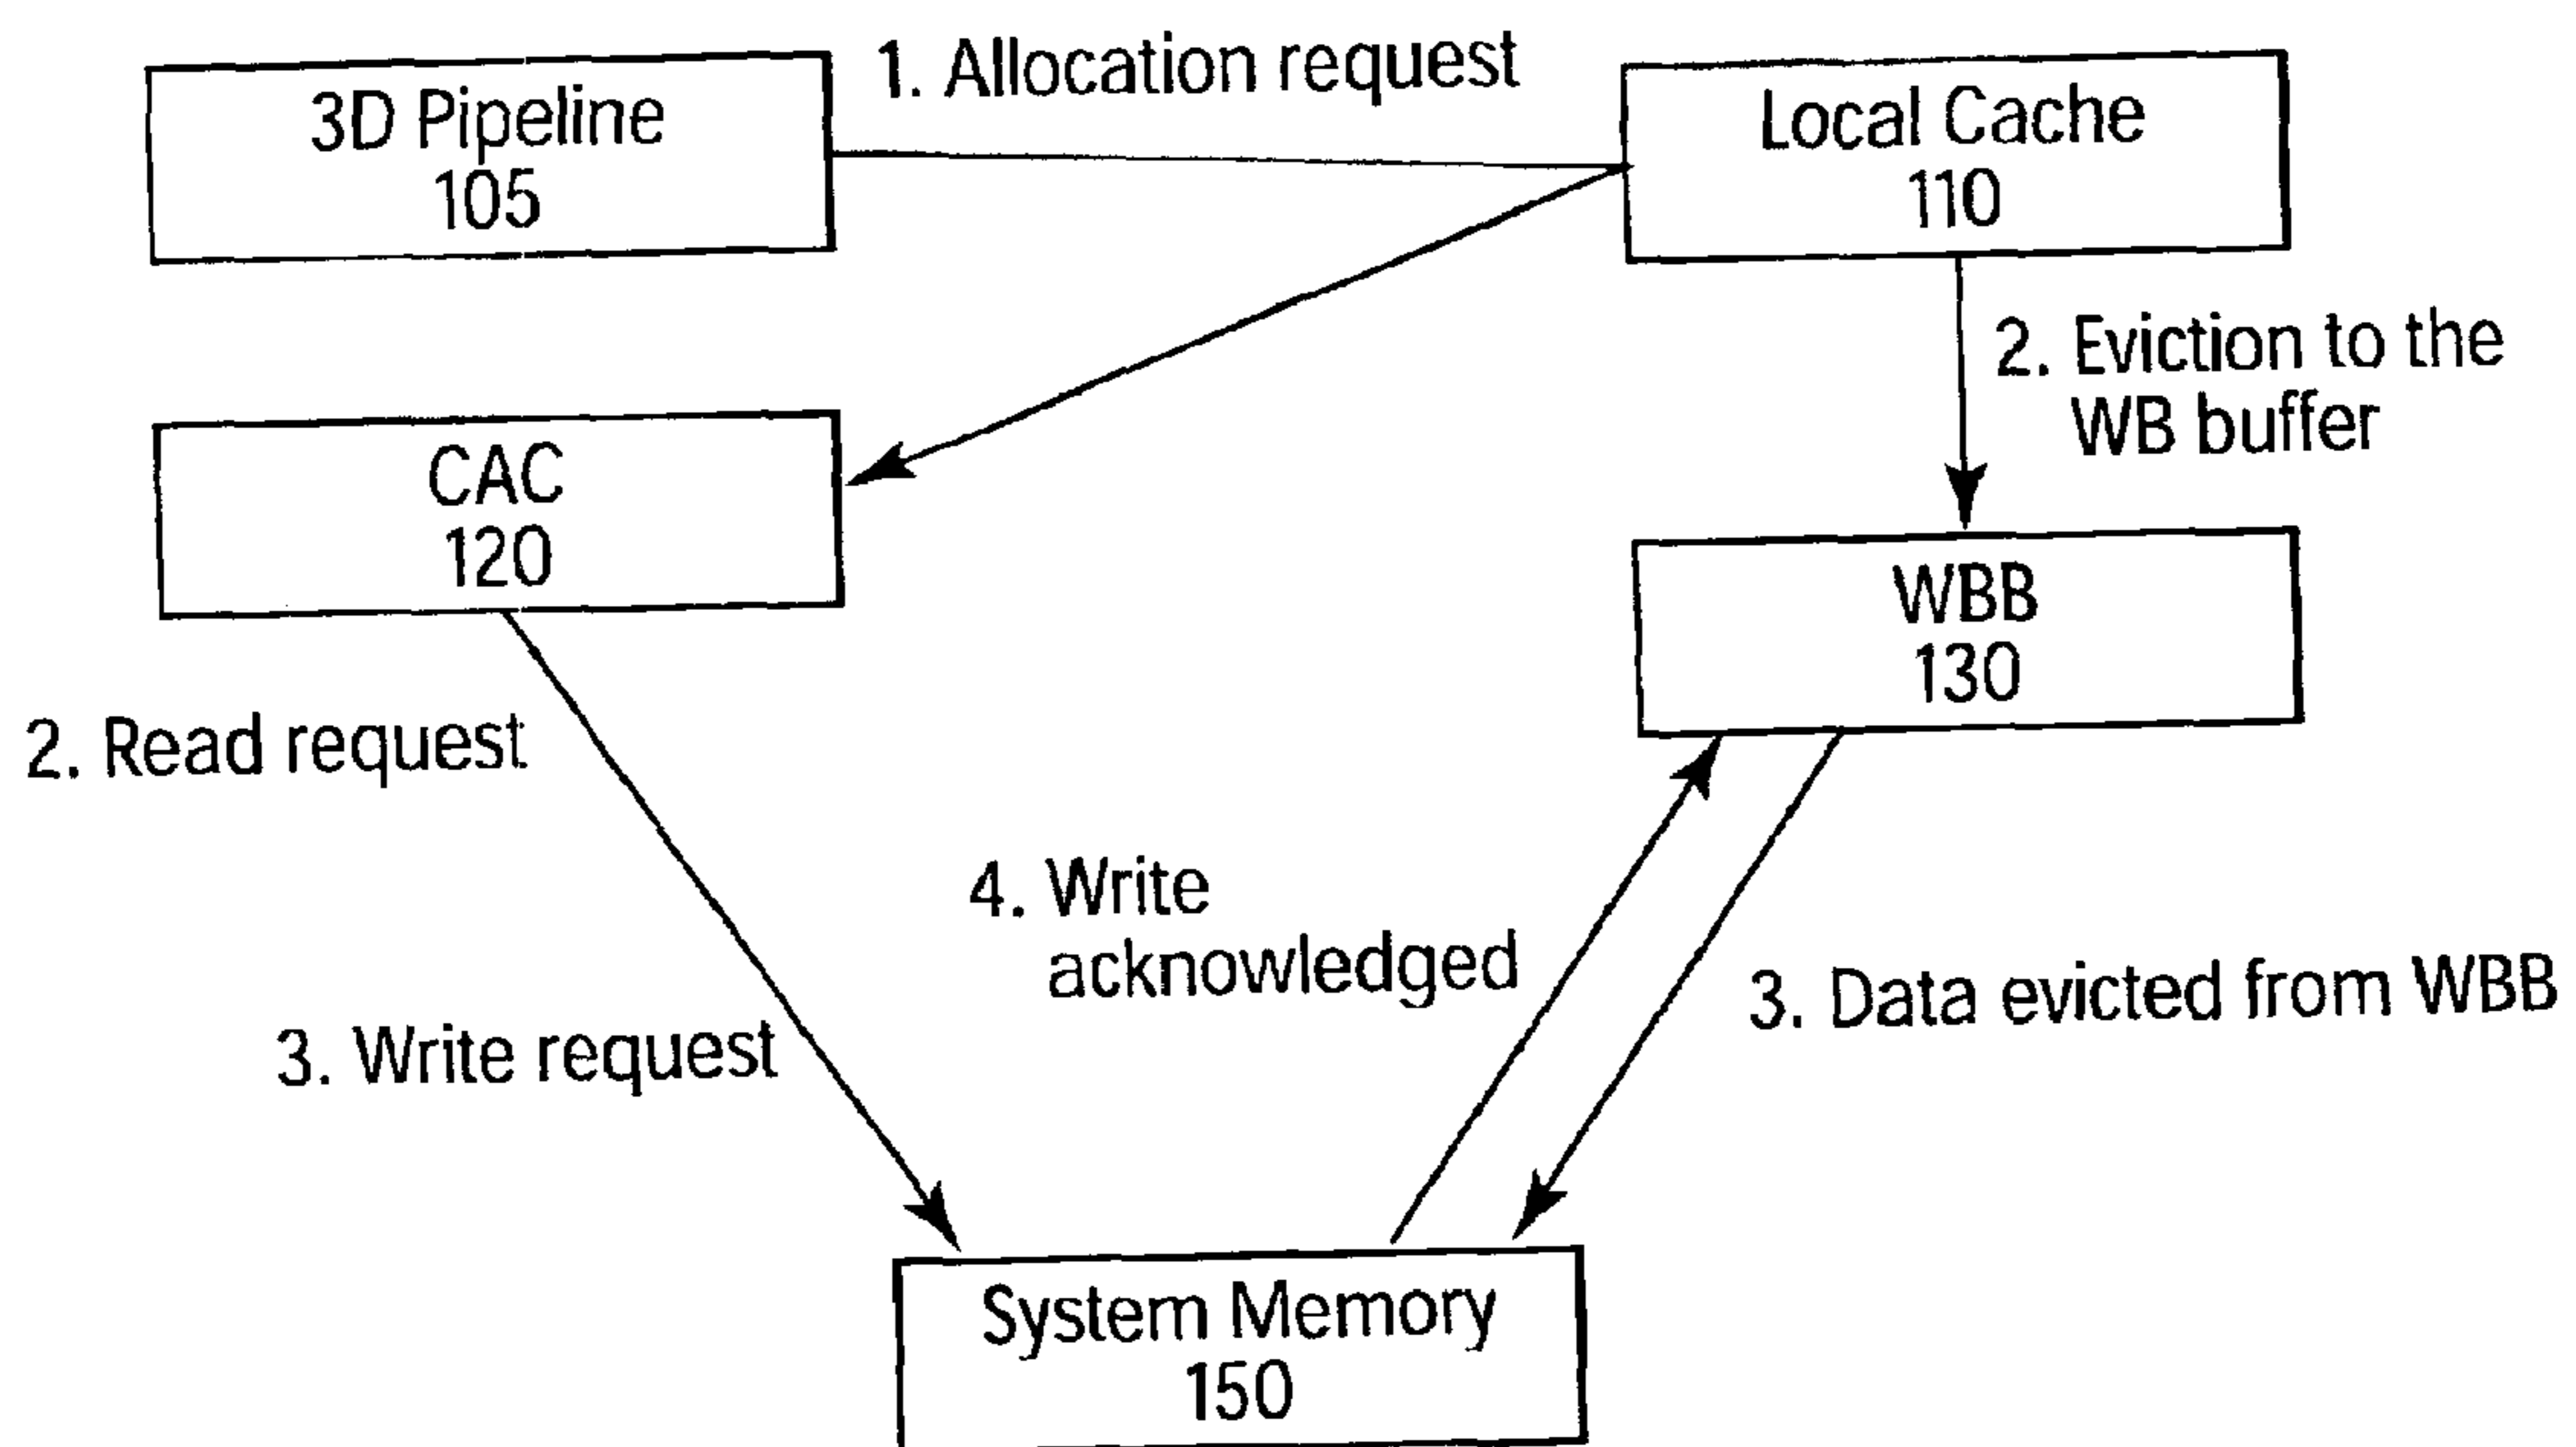 1. Allocation request
3D Pipeline
105
Local Cache
110
2. Eviction to the
WB buffer
CAC
120
WBB
130
2. Read request
4. Write
acknowledged
3. Data evicted from WBB
3. Write request
System Memory
150